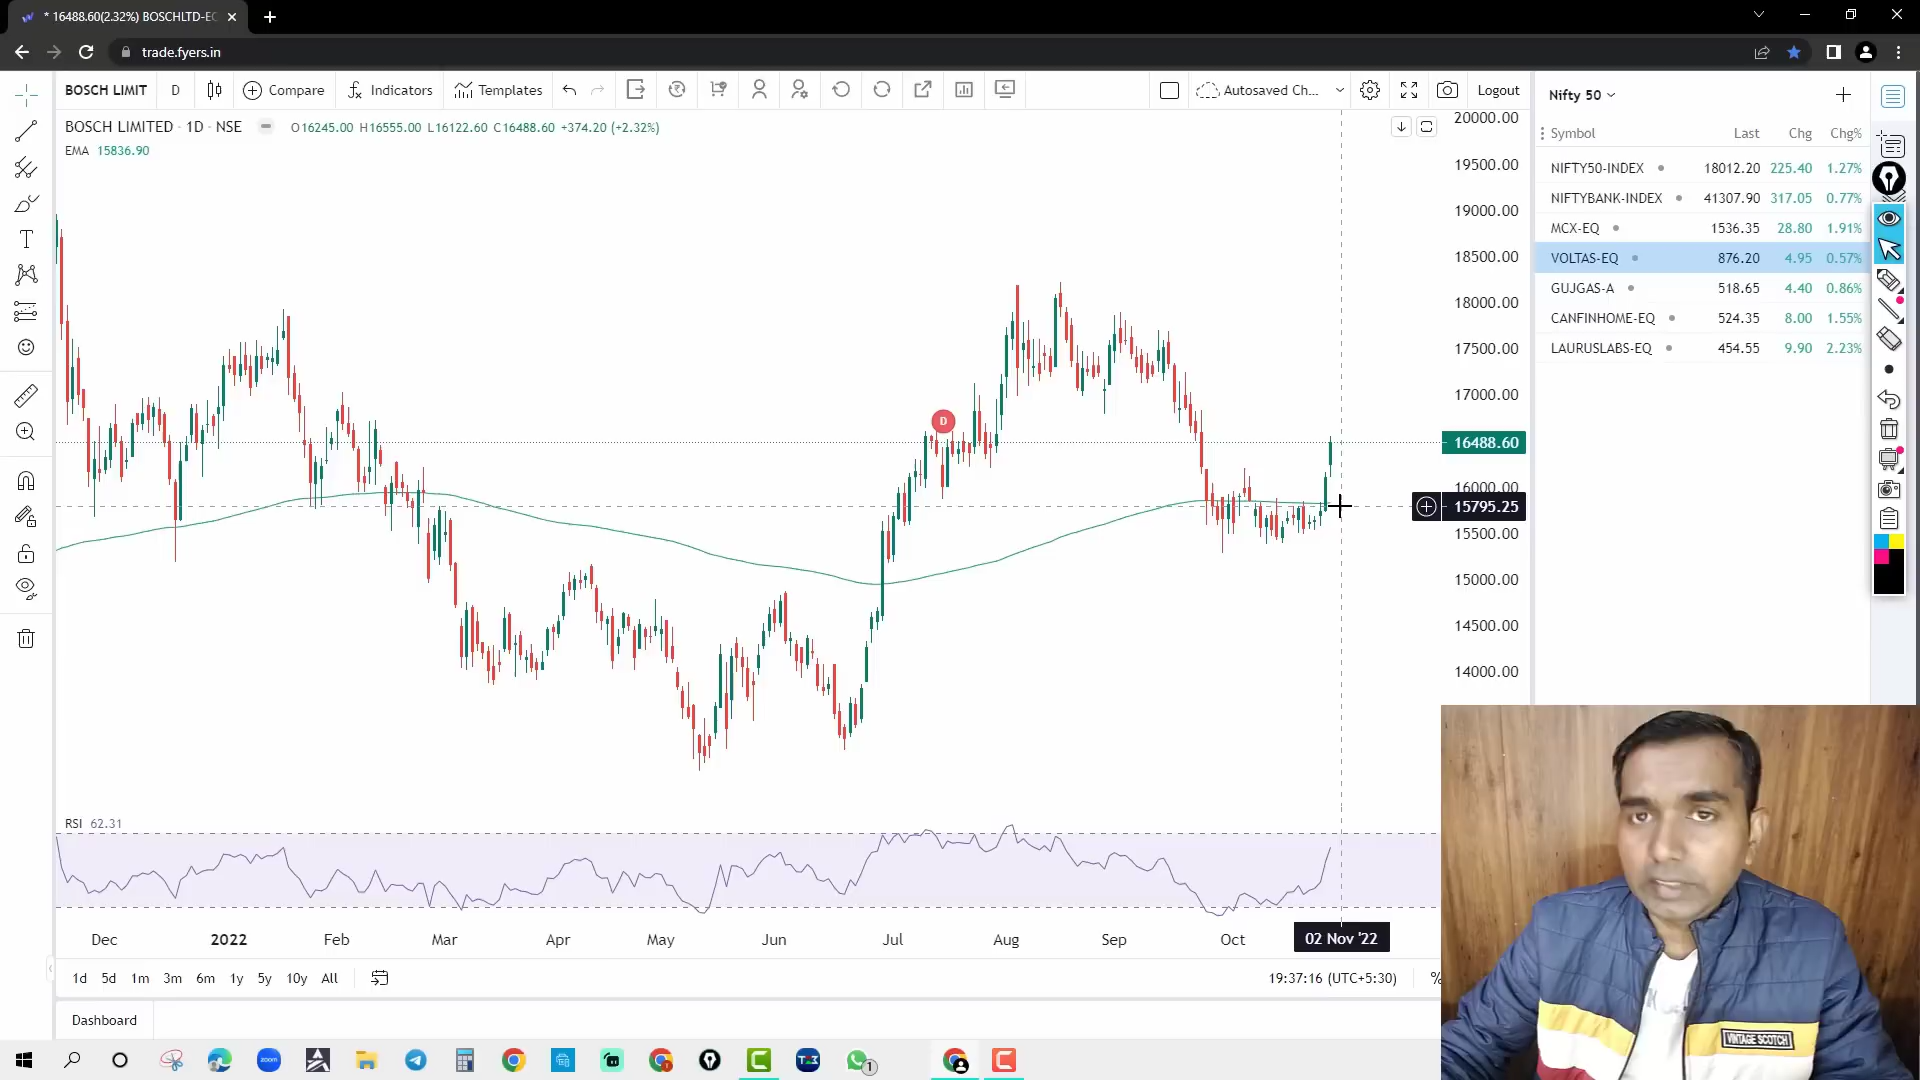 * 16488.60(2.32%) BOSCHLTD-EQ
trade.fyers.in
BOSCH LIMIT D Compare Indicators Templates Autosaved Ch... Logout
BOSCH LIMITED · 1D · NSE O16245.00 H16555.00 L16122.60 C16488.60 +374.20 (+2.32%)
EMA 15836.90
20000.00
19500.00
19000.00
18500.00
18000.00
17500.00
17000.00
16488.60
16000.00
15795.25
15500.00
15000.00
14500.00
14000.00
D
RSI 62.31
Dec 2022 Feb Mar Apr May Jun Jul Aug Sep Oct 02 Nov '22
1d 5d 1m 3m 6m 1y 5y 10y All 19:37:16 (UTC+5:30) %
Dashboard
Nifty 50
Symbol Last Chg Chg%
NIFTY50-INDEX 18012.20 225.40 1.27%
NIFTYBANK-INDEX 41307.90 317.05 0.77%
MCX-EQ 1536.35 28.80 1.91%
VOLTAS-EQ 876.20 4.95 0.57%
GUJGAS-A 518.65 4.40 0.86%
CANFINHOME-EQ 524.35 8.00 1.55%
LAURUSLABS-EQ 454.55 9.90 2.23%
VINTAGE SCOTCH
zoom
1